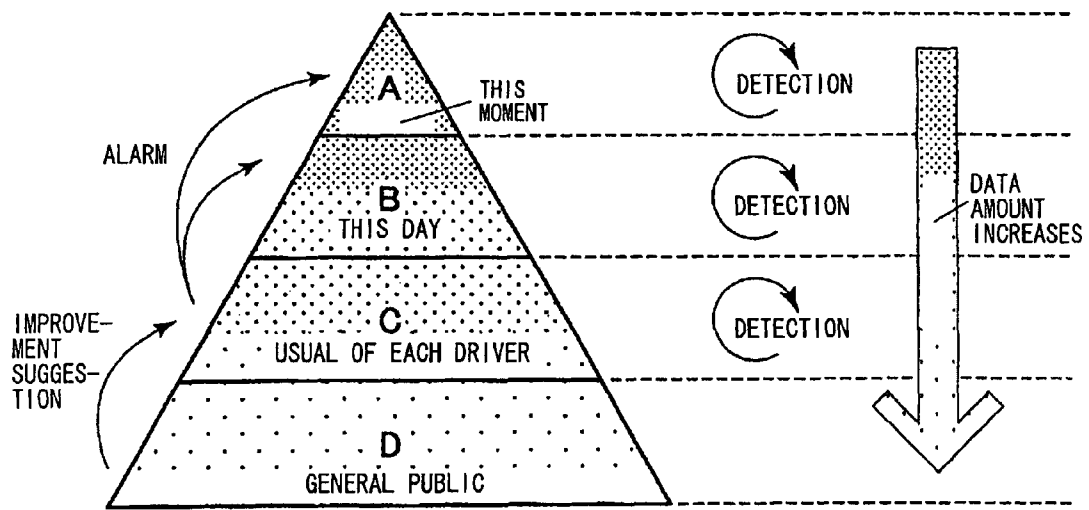 A
THIS
MOMENT
DETECTION
ALARM
B
THIS DAY
DETECTION
DATA
AMOUNT
INCREASES
C
USUAL OF EACH DRIVER
DETECTION
IMPROVE-
MENT
SUGGES-
TION
D
GENERAL PUBLIC